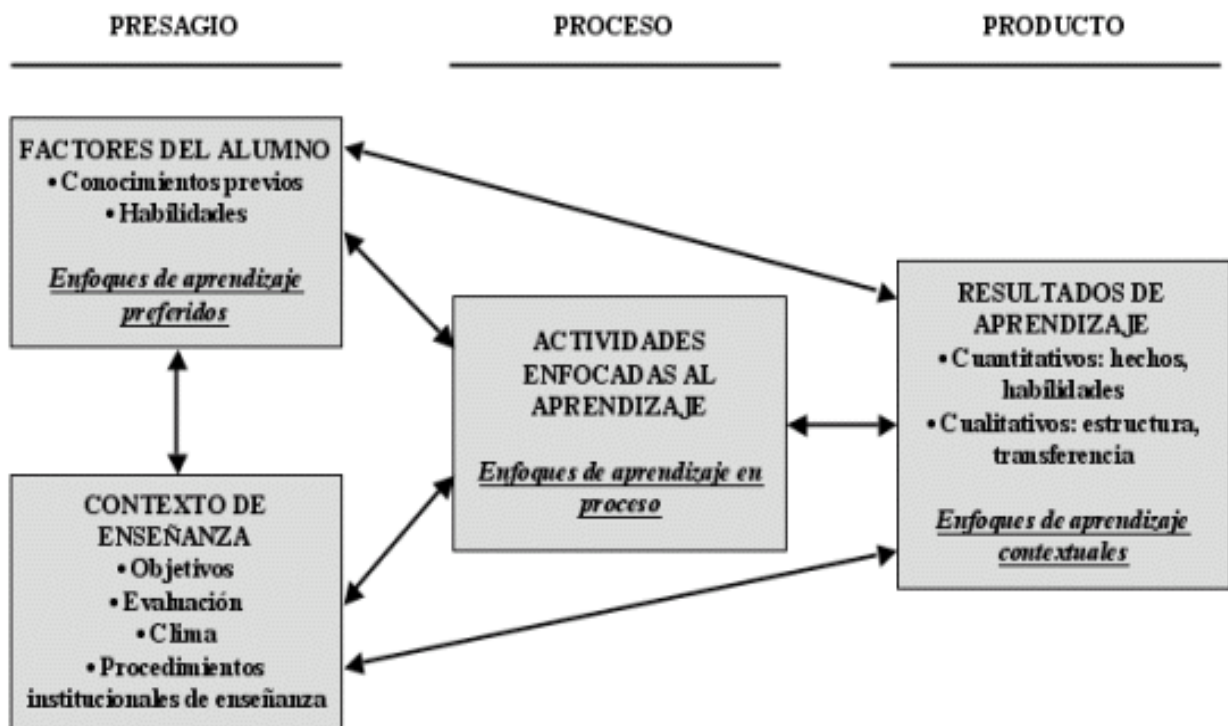 PRESAGIO
PROCESO
PRODUCTO
FACTORES DEL ALUMNO
• Conocimientos previos
• Habilidades
Enfoques de aprendizaje
preferidos
CONTEXTO DE
ENSEÑANZA
• Objetivos
• Evaluación
• Clima
• Procedimientos
institucionales de enseñanza
ACTIVIDADES
ENFOCADAS AL
APRENDIZAJE
Enfoques de aprendizaje en
proceso
RESULTADOS DE
APRENDIZAJE
• Cuantitativos: hechos,
habilidades
• Cualitativos: estructura,
transferencia
Enfoques de aprendizaje
contextuales